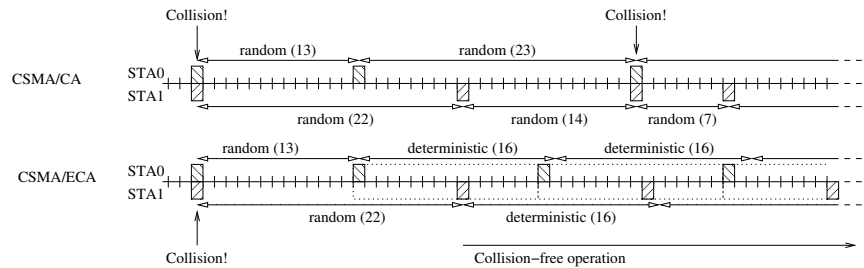 Collision!
Collision!
random (13)
random (23)
CSMA/CA
STA0
STA1
random (22)
random (14)
random (7)
random (13)
deterministic (16)
deterministic (16)
CSMA/ECA
STA0
STA1
random (22)
deterministic (16)
Collision!
Collision−free operation